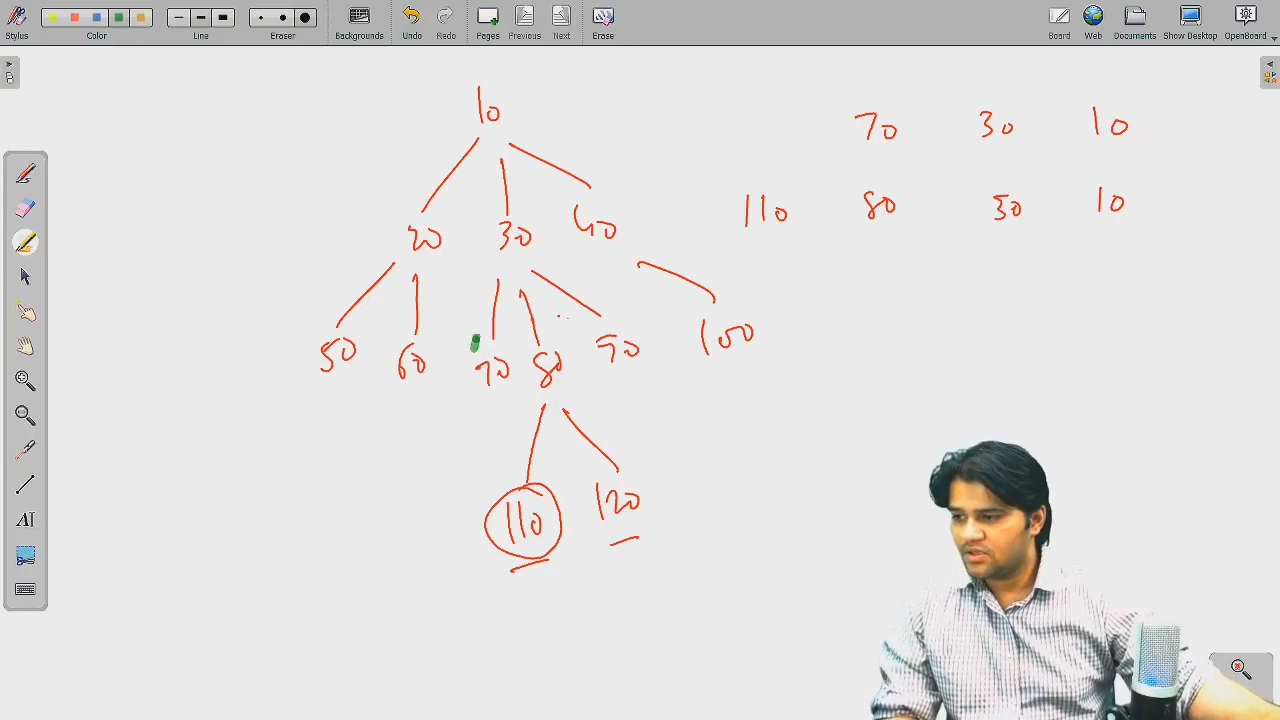 Stylus Color Line Eraser Backgrounds Undo Redo Pages Previous Next Erase Board Web Documents Show Desktop OpenBoard
10
70 30 10
20 30 40
110 80 30 10
50 60 70 80 90 100
110 120